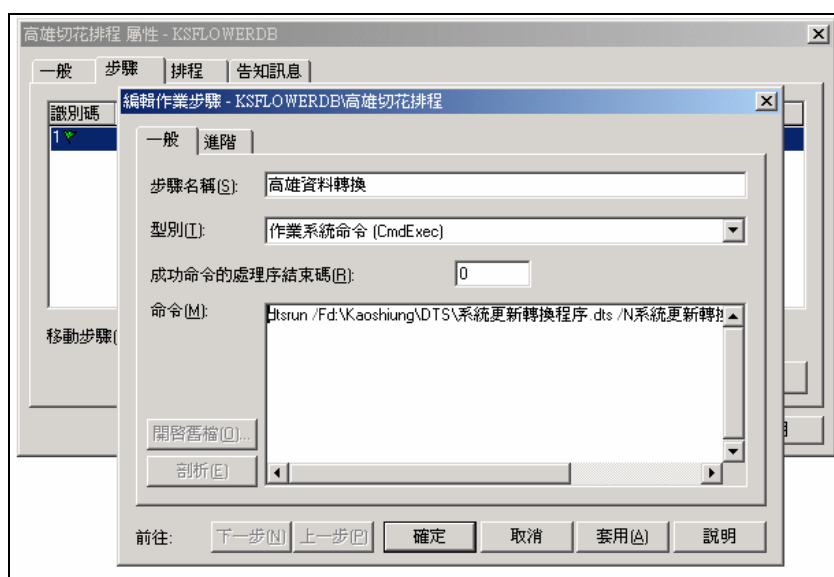 高雄切花排程 屬性 - KSFLOWERDB
一般 步驟 排程 告知訊息
識別碼
1
移動步驟(
編輯作業步驟 - KSFLOWERDB\高雄切花排程
一般 進階
步驟名稱(S): 高雄資料轉換
型別(T): 作業系統命令 (CmdExec)
成功命令的處理序結束碼(R): 0
命令(M): dtsrun /Fd:\Kaoshiung\DTS\系統更新轉換程序.dts /N系統更新轉換
開啓舊檔(O)...
剖析(E)
前往: 下一步(N) 上一步(P) 確定 取消 套用(A) 說明